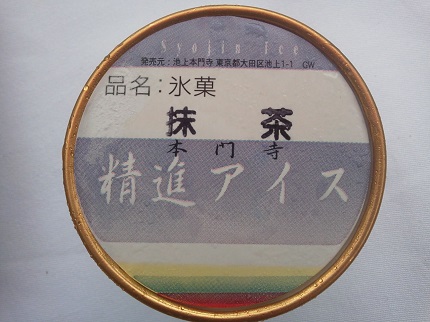 Syojin Ice
発売元：池上本門寺 東京都大田区池上1-1 CW
品名：氷菓
抹茶
本門寺
精進アイス